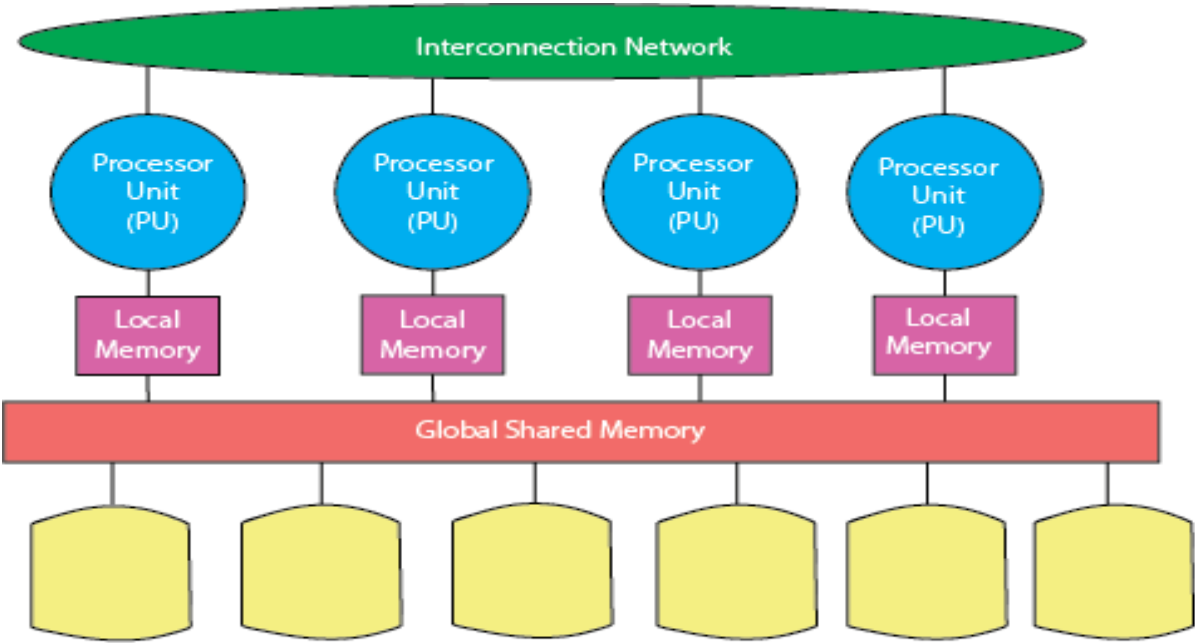 Interconnection Network
Processor
Unit
(PU)
Processor
Unit
(PU)
Processor
Unit
(PU)
Processor
Unit
(PU)
Local
Memory
Local
Memory
Local
Memory
Local
Memory
Global Shared Memory